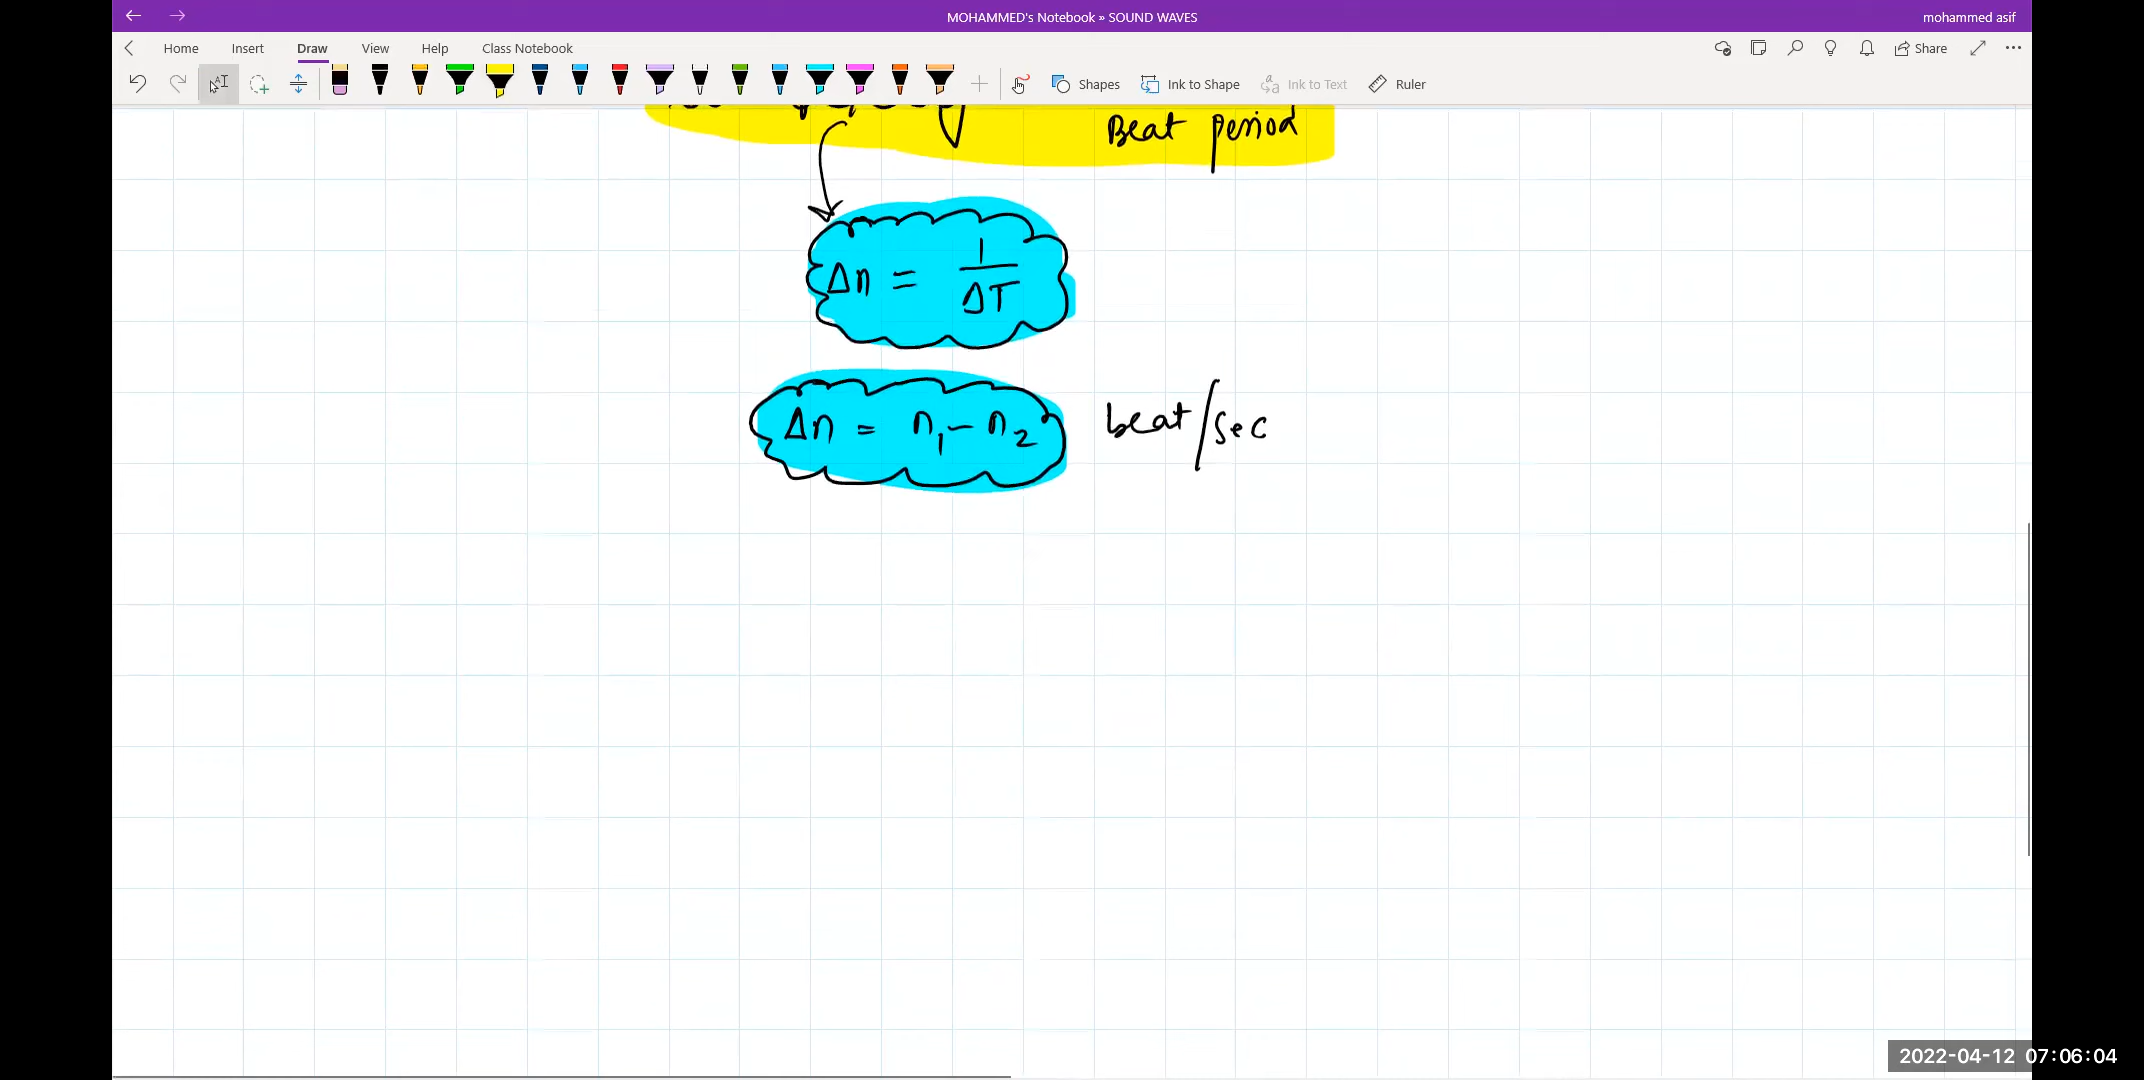 MOHAMMED's Notebook » SOUND WAVES
mohammed asif
Home Insert Draw View Help Class Notebook Share
Shapes Ink to Shape Ink to Text Ruler
Beat period
Δn = 1/ΔT
Δn = n₁ - n₂ beat/sec
2022-04-12 07:06:04